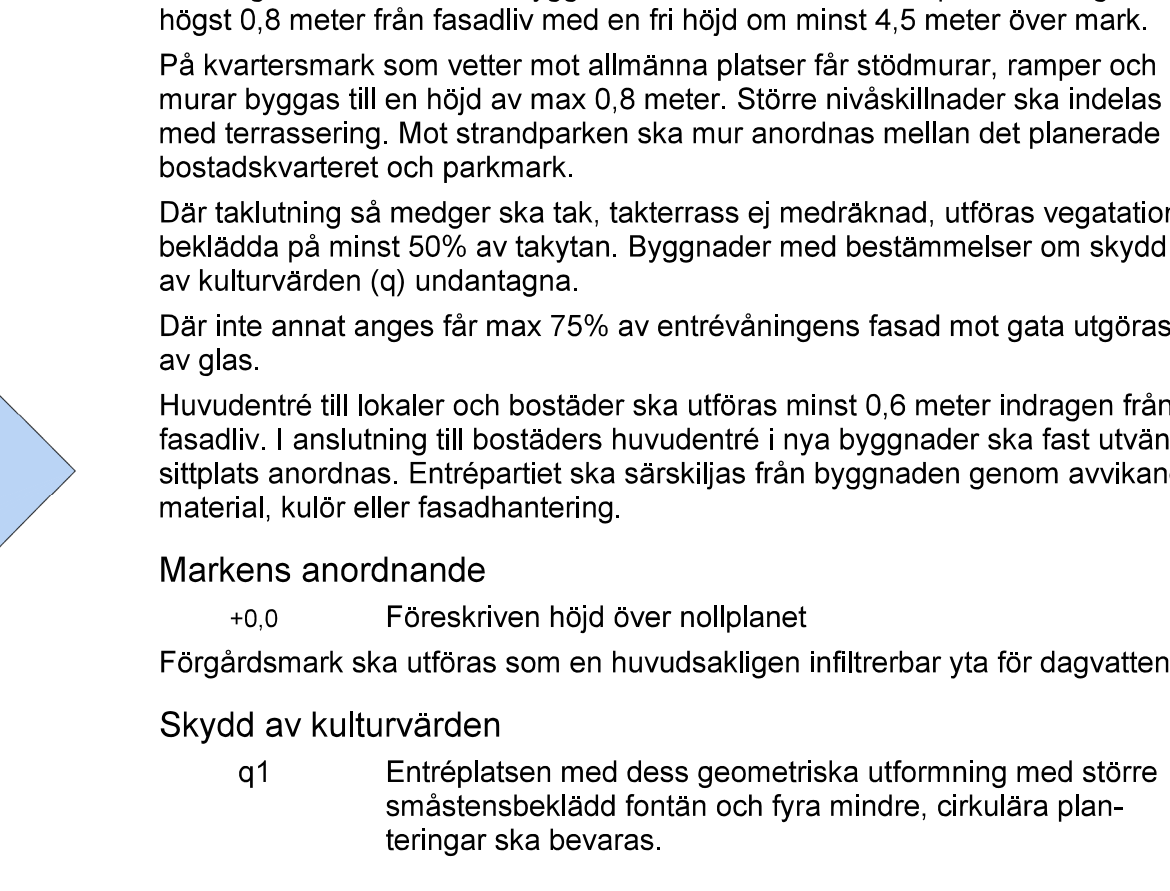 högst 0,8 meter från fasadliv med en fri höjd om minst 4,5 meter över mark.
På kvartersmark som vetter mot allmänna platser får stödmurar, ramper och
murar byggas till en höjd av max 0,8 meter. Större nivåskillnader ska indelas
med terrassering. Mot strandparken ska mur anordnas mellan det planerade
bostadskvarteret och parkmark.
Där taklutning så medger ska tak, takterrass ej medräknad, utföras vegatation
beklädda på minst 50% av takytan. Byggnader med bestämmelser om skydd
av kulturvärden (q) undantagna.
Där inte annat anges får max 75% av entrévåningens fasad mot gata utgöras
av glas.
Huvudentré till lokaler och bostäder ska utföras minst 0,6 meter indragen från
fasadliv. I anslutning till bostäders huvudentré i nya byggnader ska fast utvän
sittplats anordnas. Entrépartiet ska särskiljas från byggnaden genom avvikan
material, kulör eller fasadhantering.
Markens anordnande
+0,0 Föreskriven höjd över nollplanet
Förgårdsmark ska utföras som en huvudsakligen infiltrerbar yta för dagvatten
Skydd av kulturvärden
q1 Entréplatsen med dess geometriska utformning med större
småstensbeklädd fontän och fyra mindre, cirkulära plan-
teringar ska bevaras.